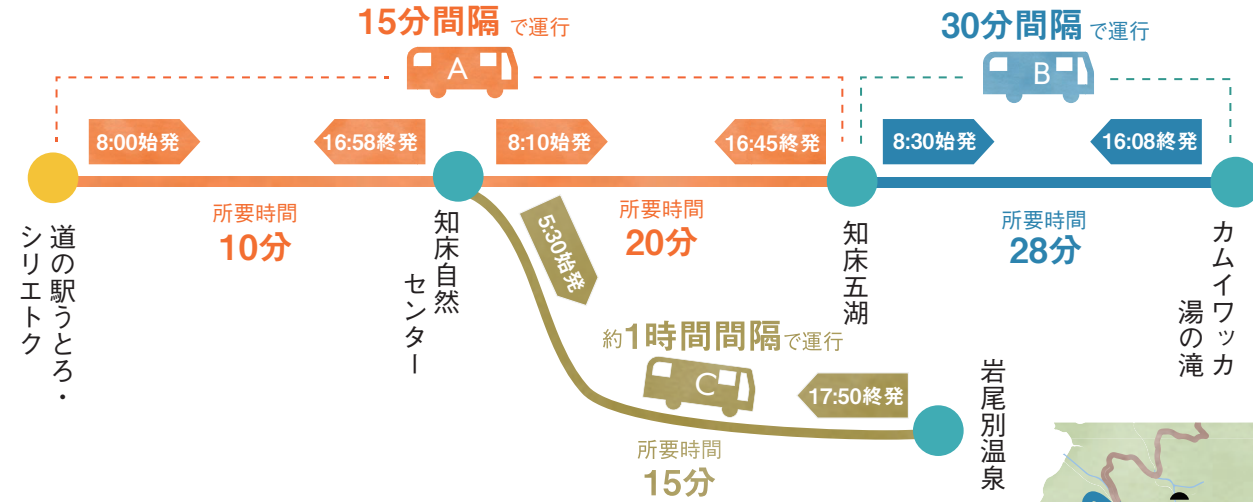 15分間隔 で運行
A
30分間隔 で運行
B
8:00始発
16:58終発
8:10始発
16:45終発
8:30始発
16:08終発
所要時間
10分
所要時間
20分
所要時間
28分
道の駅うとろ・
シリエトク
知床自然
センター
知床五湖
カムイワッカ
湯の滝
5:30始発
約1時間間隔で運行
C
17:50終発
所要時間
15分
岩尾別温泉